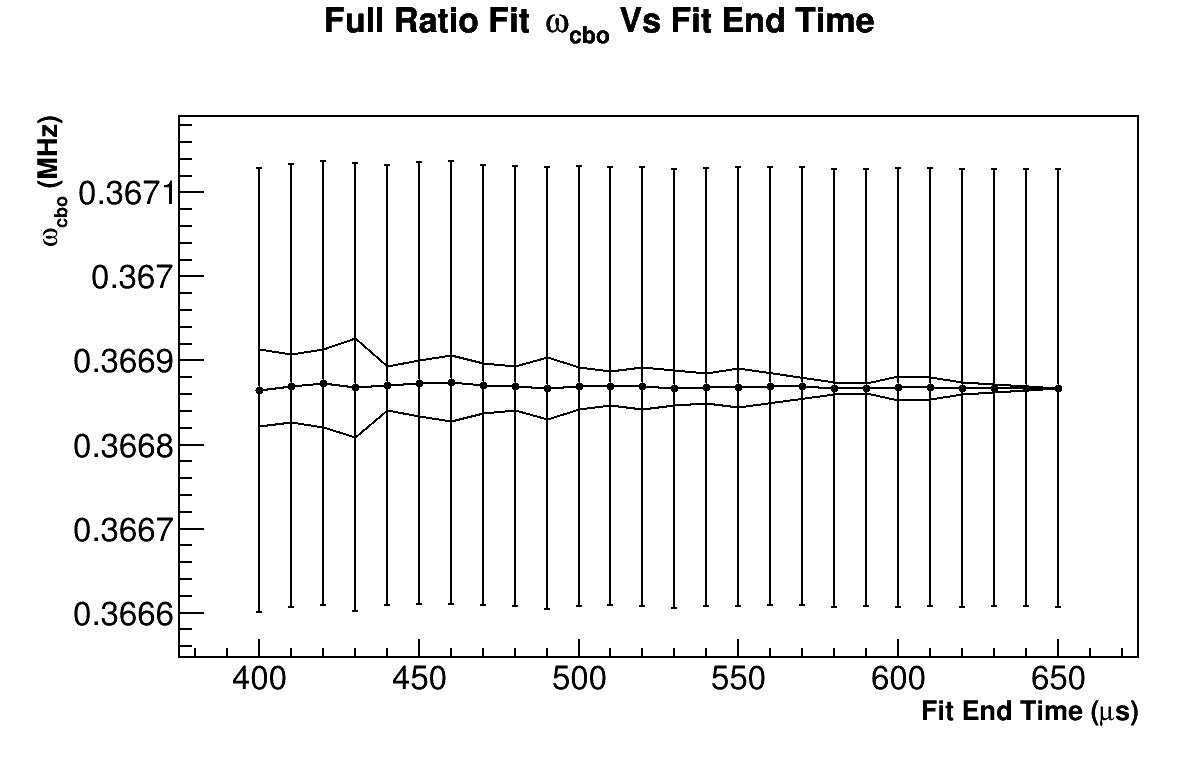 Full Ratio Fit ω_cbo Vs Fit End Time
ω_cbo (MHz)
0.3671
0.367
0.3669
0.3668
0.3667
0.3666
400 450 500 550 600 650
Fit End Time (μs)